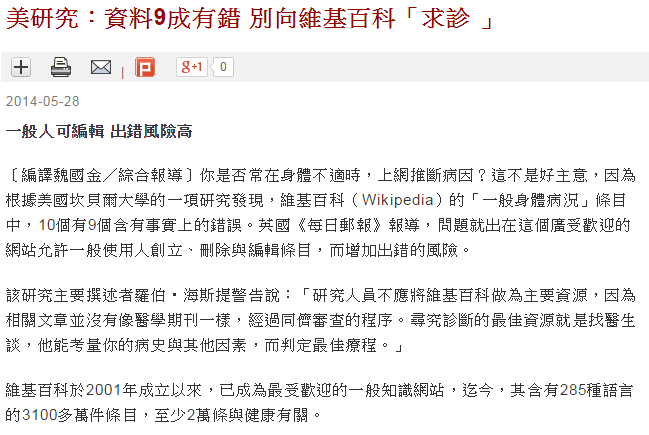 美研究：資料9成有錯 別向維基百科「求診 」
g+1 0
2014-05-28
一般人可編輯 出錯風險高
〔編譯魏國金／綜合報導〕你是否常在身體不適時，上網推斷病因？這不是好主意，因為
根據美國坎貝爾大學的一項研究發現，維基百科（Wikipedia）的「一般身體病況」條目
中，10個有9個含有事實上的錯誤。英國《每日郵報》報導，問題就出在這個廣受歡迎的
網站允許一般使用人創立、刪除與編輯條目，而增加出錯的風險。
該研究主要撰述者羅伯‧海斯提警告說：「研究人員不應將維基百科做為主要資源，因為
相關文章並沒有像醫學期刊一樣，經過同儕審查的程序。尋究診斷的最佳資源就是找醫生
談，他能考量你的病史與其他因素，而判定最佳療程。」
維基百科於2001年成立以來，已成為最受歡迎的一般知識網站，迄今，其含有285種語言
的3100多萬件條目，至少2萬條與健康有關。